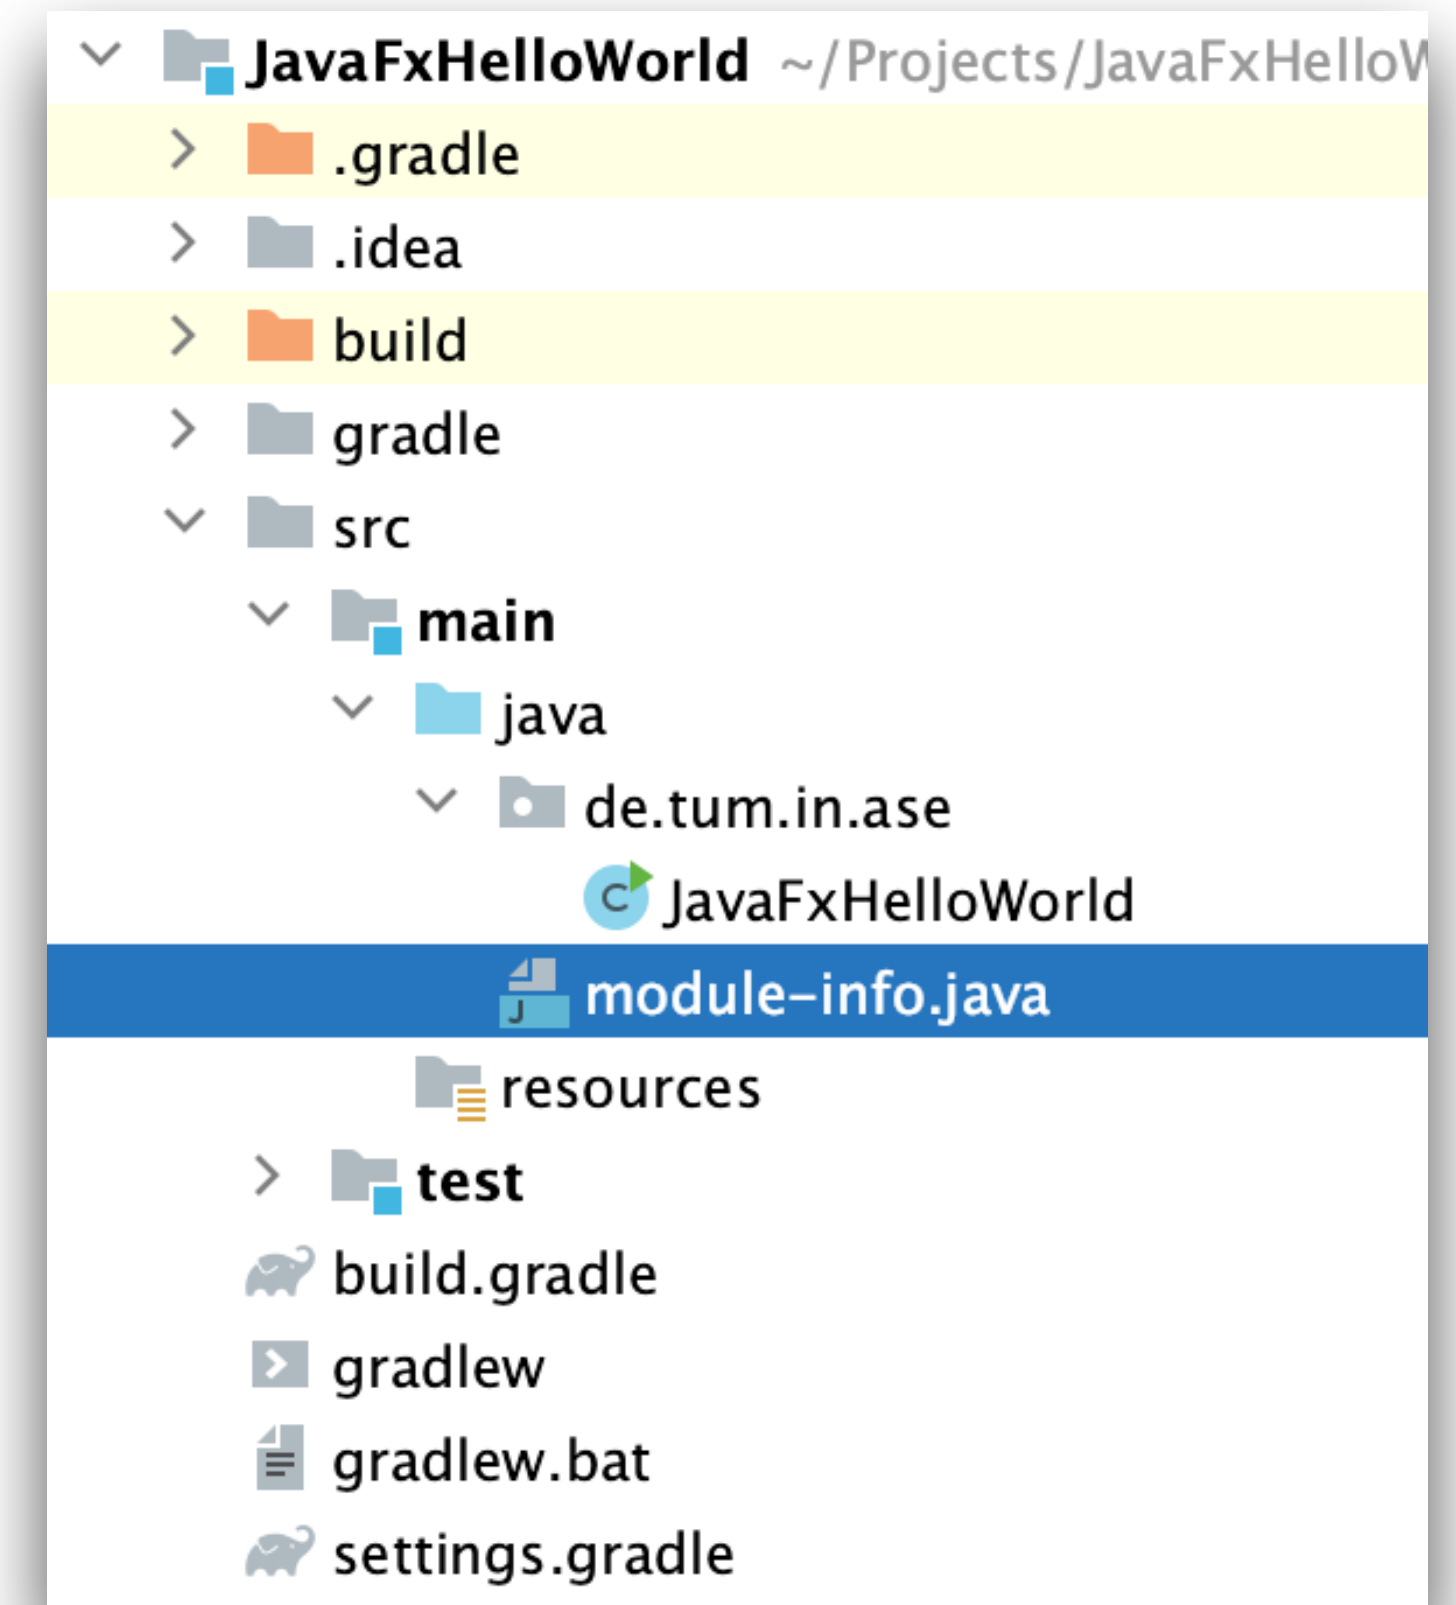 JavaFxHelloWorld ~/Projects/JavaFxHelloW
.gradle
.idea
build
gradle
src
main
java
de.tum.in.ase
C JavaFxHelloWorld
J module-info.java
resources
test
build.gradle
gradlew
gradlew.bat
settings.gradle